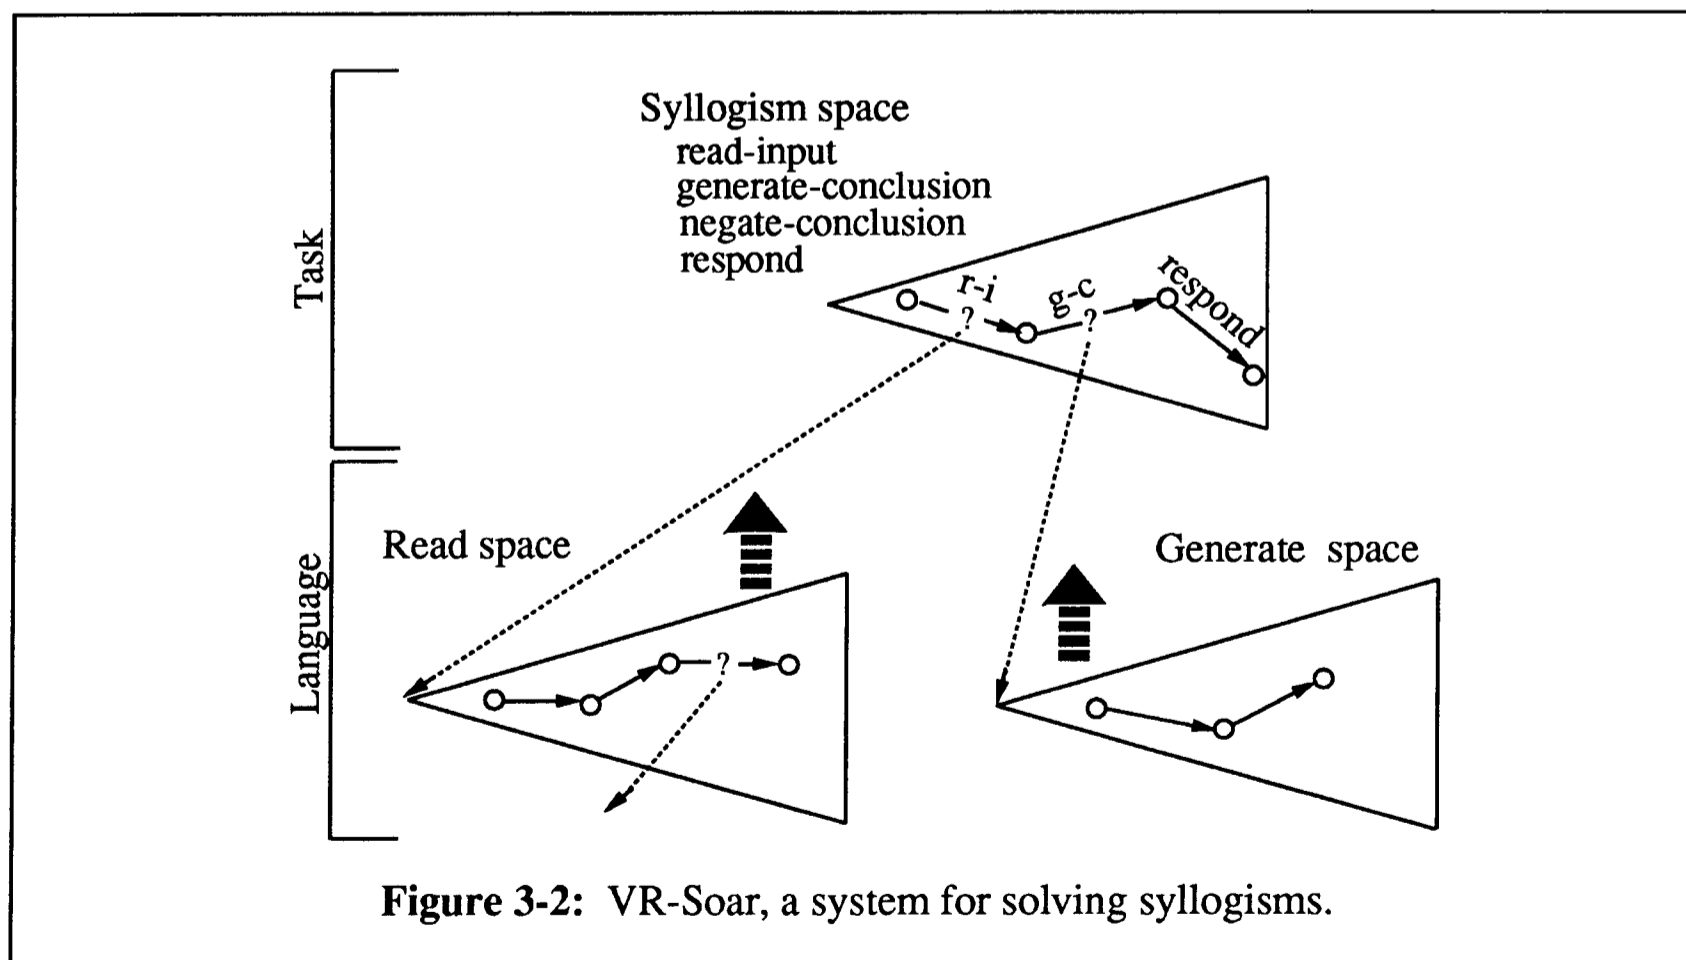 Syllogism space
read-input
generate-conclusion
negate-conclusion
respond
Task
r-i
g-c
respond
?
?
Language
Read space
Generate space
?
Figure 3-2: VR-Soar, a system for solving syllogisms.